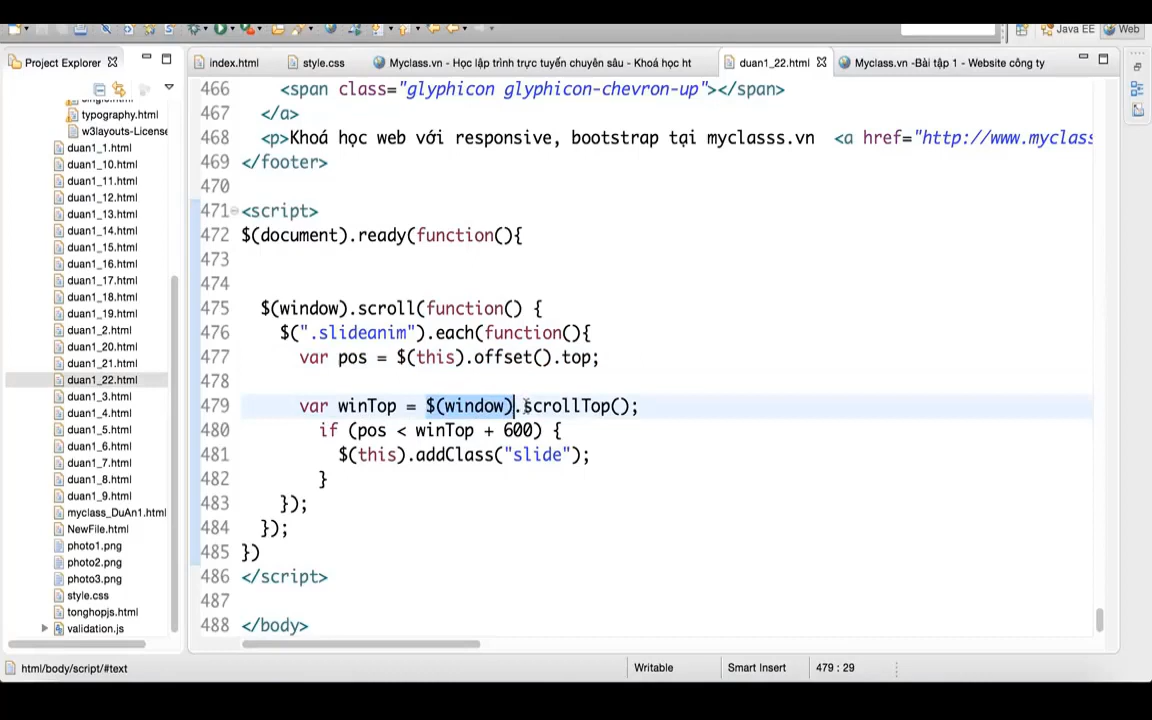 Java EE
Web
Project Explorer
index.html
style.css
Myclass.vn - Học lập trình trực tuyến chuyên sâu - Khoá học ht
duan1_22.html
Myclass.vn -Bài tập 1 - Website công ty
typography.html
w3layouts-License
duan1_1.html
duan1_10.html
duan1_11.html
duan1_12.html
duan1_13.html
duan1_14.html
duan1_15.html
duan1_16.html
duan1_17.html
duan1_18.html
duan1_19.html
duan1_2.html
duan1_20.html
duan1_21.html
duan1_22.html
duan1_3.html
duan1_4.html
duan1_5.html
duan1_6.html
duan1_7.html
duan1_8.html
duan1_9.html
myclass_DuAn1.html
NewFile.html
photo1.png
photo2.png
photo3.png
style.css
tonghopjs.html
validation.js
466 <span class="glyphicon glyphicon-chevron-up"></span>
467 </a>
468 <p>Khoá học web với responsive, bootstrap tại myclasss.vn <a href="http://www.myclass
469 </footer>
470
471 <script>
472 $(document).ready(function(){
473
474
475 $(window).scroll(function() {
476 $(".slideanim").each(function(){
477 var pos = $(this).offset().top;
478
479 var winTop = $(window).scrollTop();
480 if (pos < winTop + 600) {
481 $(this).addClass("slide");
482 }
483 });
484 });
485 })
486 </script>
487
488 </body>
html/body/script/#text
Writable
Smart Insert
479 : 29